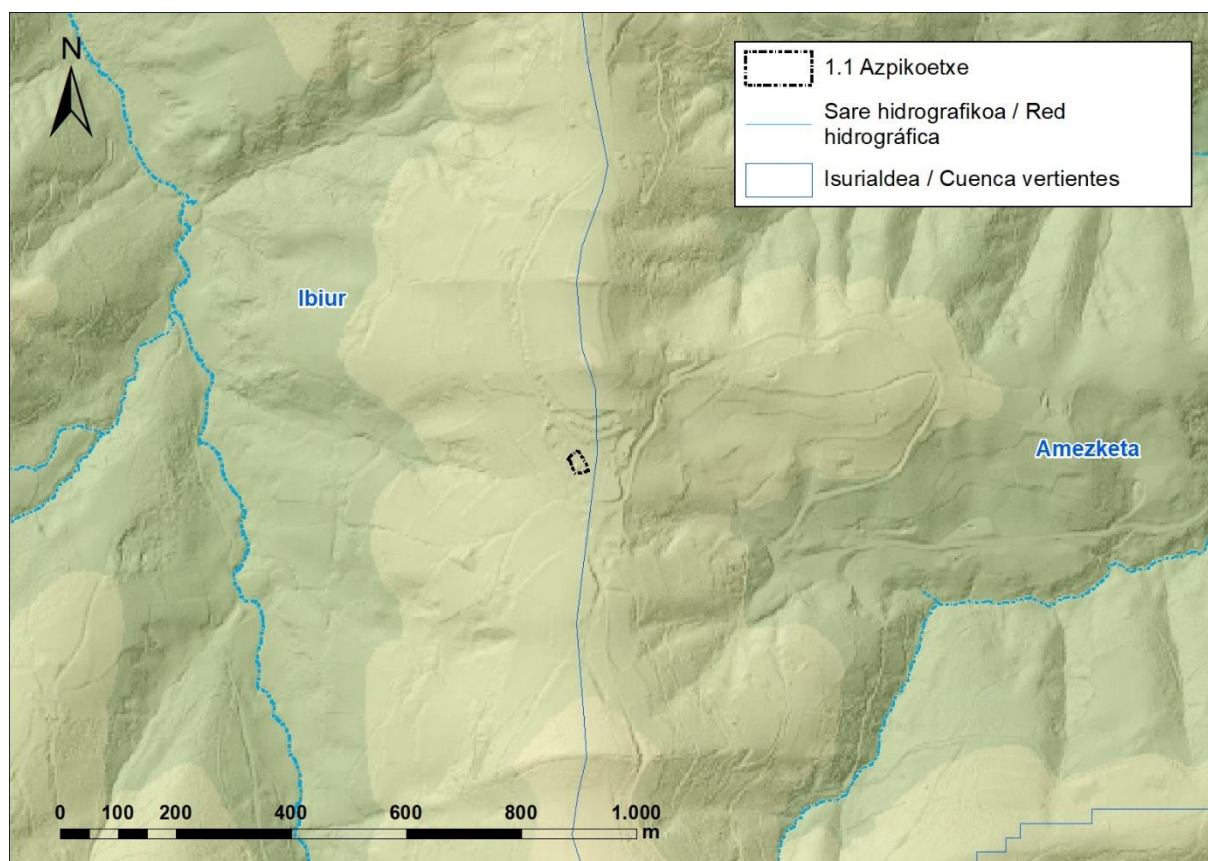 N
1.1 Azpikoetxe
Sare hidrografikoa / Red
hidrográfica
Isurialdea / Cuenca vertientes
Ibiur
Amezketa
0 100 200 400 600 800 1.000
m